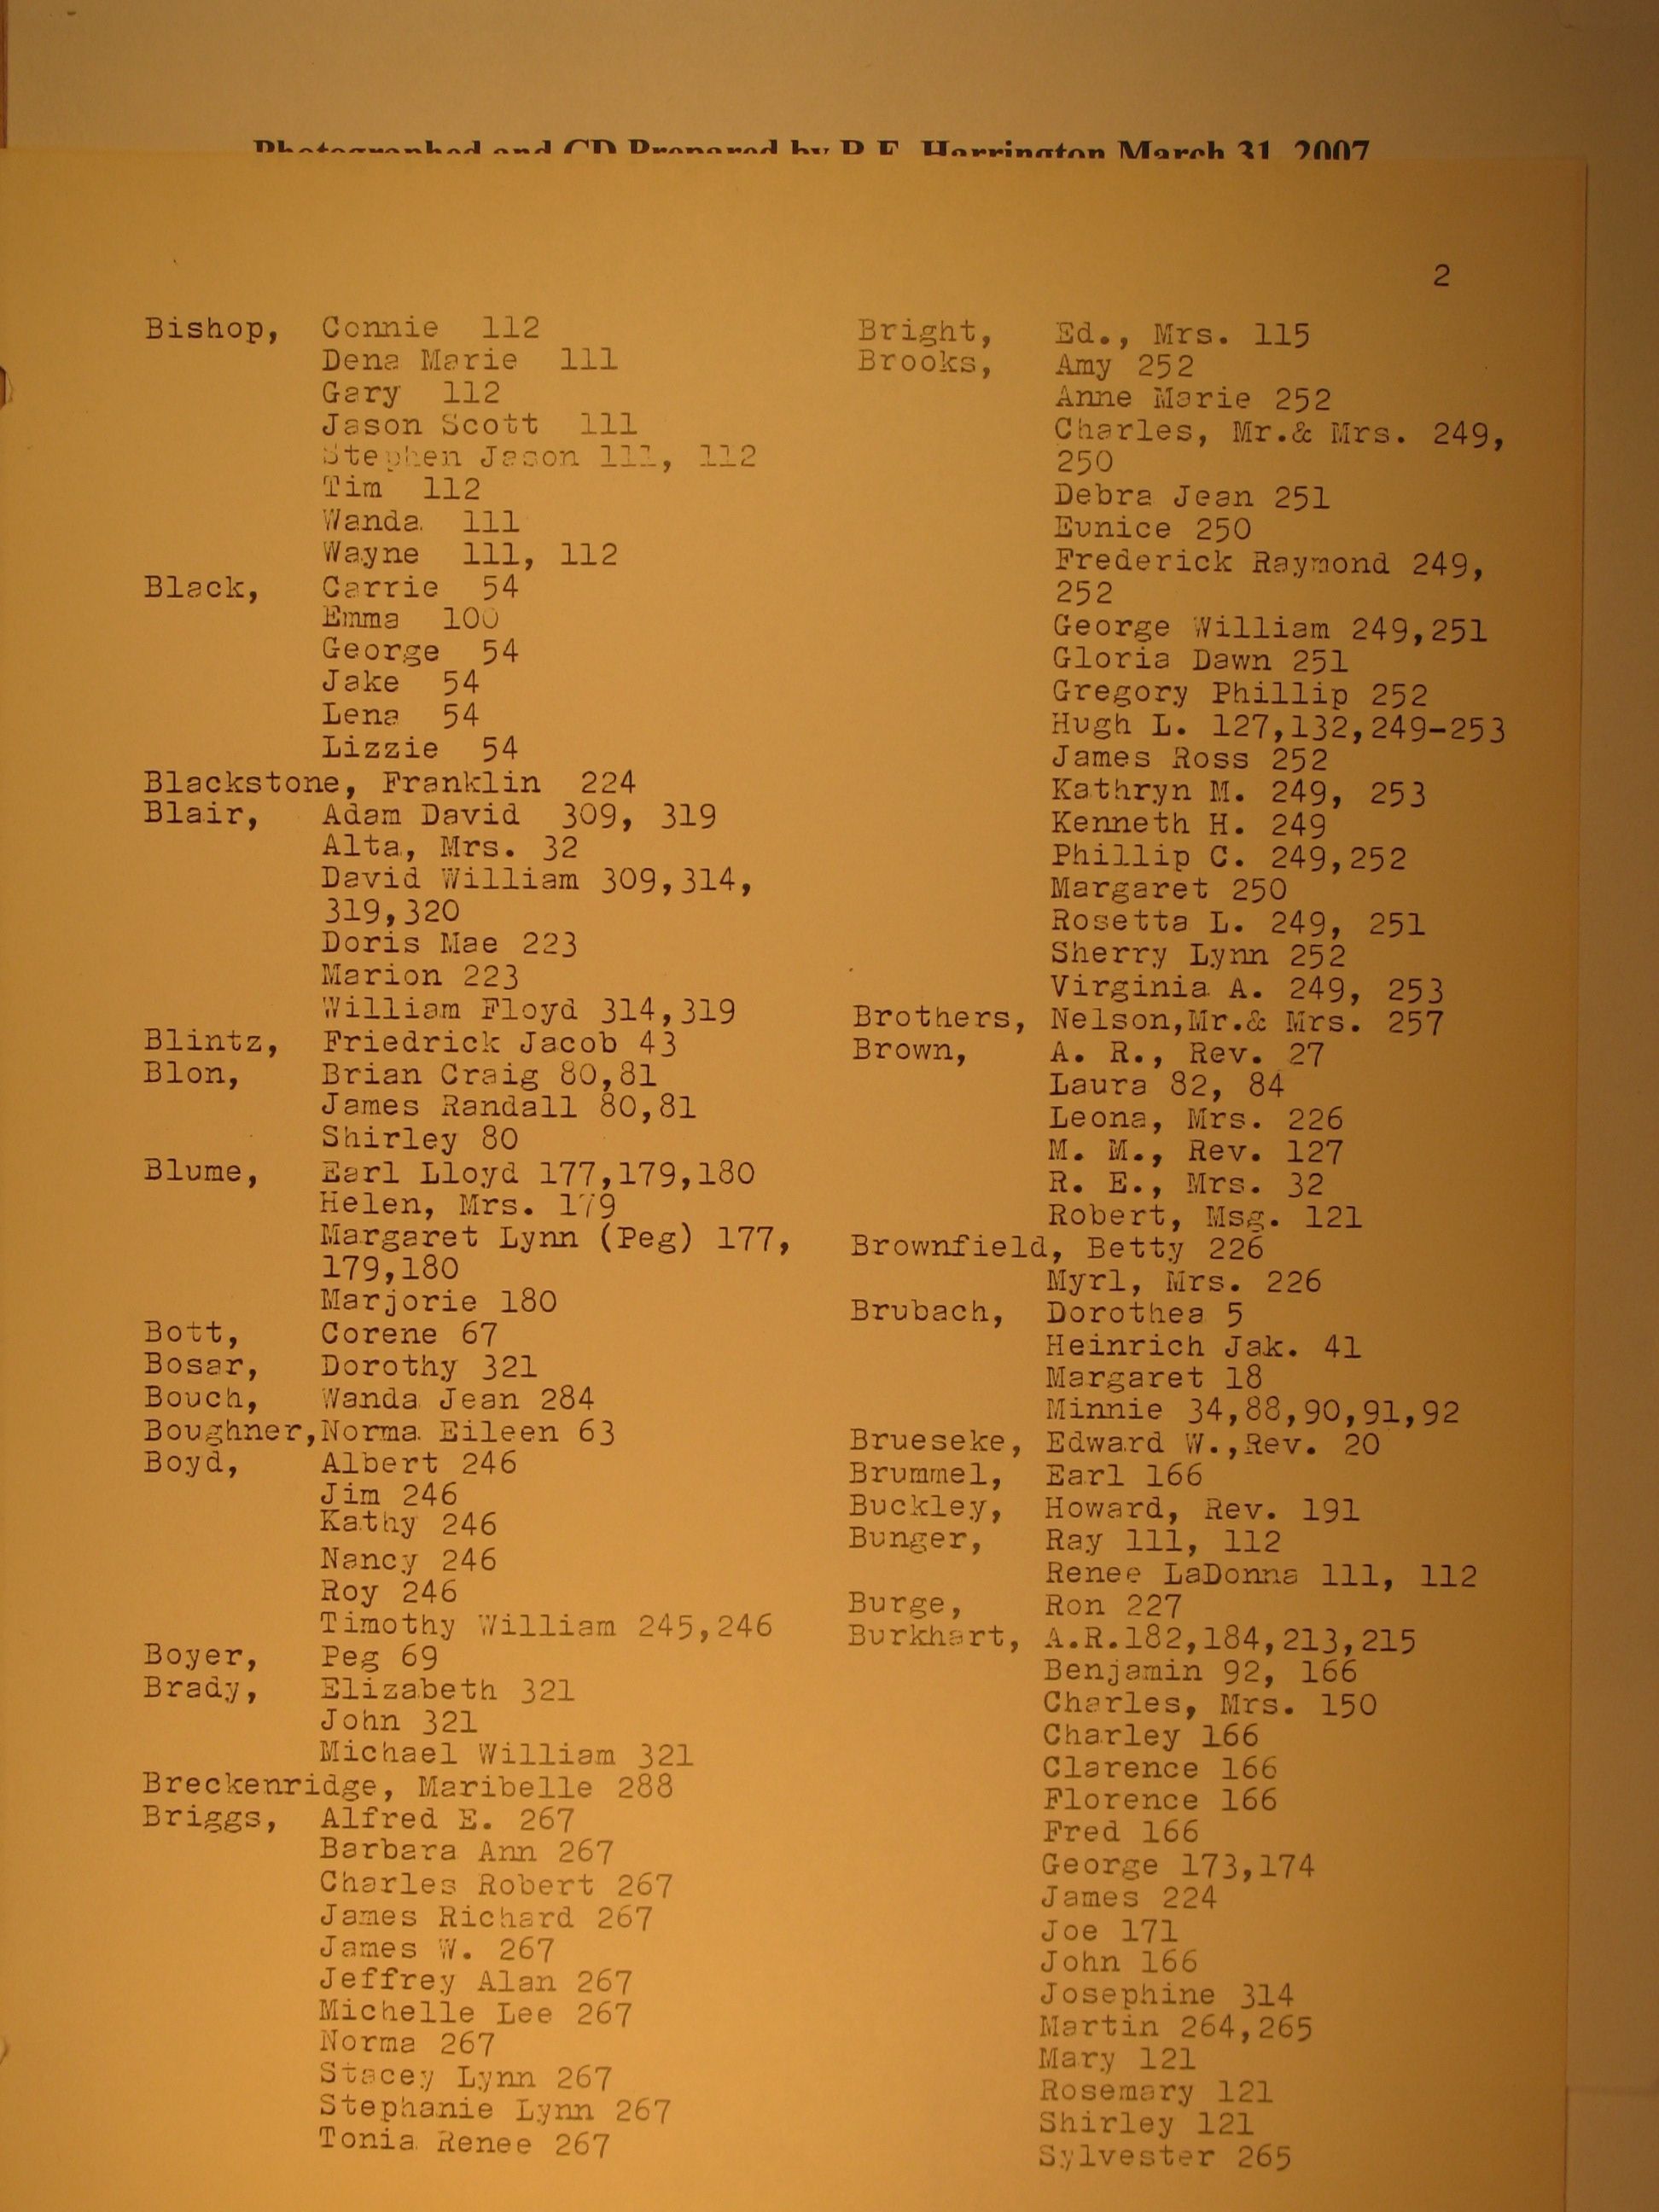 Photographed and CD Prepared by R.E. Harrington March 31, 2007
2
Bishop, Connie 112
Dena Marie 111
Gary 112
Jason Scott 111
Stephen Jason 111, 112
Tim 112
Wanda 111
Wayne 111, 112
Black, Carrie 54
Emma 100
George 54
Jake 54
Lena 54
Lizzie 54
Blackstone, Franklin 224
Blair, Adam David 309, 319
Alta, Mrs. 32
David William 309,314,
319,320
Doris Mae 223
Marion 223
William Floyd 314,319
Blintz, Friedrick Jacob 43
Blon, Brian Craig 80,81
James Randall 80,81
Shirley 80
Blume, Earl Lloyd 177,179,180
Helen, Mrs. 179
Margaret Lynn (Peg) 177,
179,180
Marjorie 180
Bott, Corene 67
Bosar, Dorothy 321
Bouch, Wanda Jean 284
Boughner,Norma Eileen 63
Boyd, Albert 246
Jim 246
Kathy 246
Nancy 246
Roy 246
Timothy William 245,246
Boyer, Peg 69
Brady, Elizabeth 321
John 321
Michael William 321
Breckenridge, Maribelle 288
Briggs, Alfred E. 267
Barbara Ann 267
Charles Robert 267
James Richard 267
James W. 267
Jeffrey Alan 267
Michelle Lee 267
Norma 267
Stacey Lynn 267
Stephanie Lynn 267
Tonia Renee 267
Bright, Ed., Mrs. 115
Brooks, Amy 252
Anne Marie 252
Charles, Mr.& Mrs. 249,
250
Debra Jean 251
Eunice 250
Frederick Raymond 249,
252
George William 249,251
Gloria Dawn 251
Gregory Phillip 252
Hugh L. 127,132,249-253
James Ross 252
Kathryn M. 249, 253
Kenneth H. 249
Phillip C. 249,252
Margaret 250
Rosetta L. 249, 251
Sherry Lynn 252
Virginia A. 249, 253
Brothers, Nelson,Mr.& Mrs. 257
Brown, A. R., Rev. 27
Laura 82, 84
Leona, Mrs. 226
M. M., Rev. 127
R. E., Mrs. 32
Robert, Msg. 121
Brownfield, Betty 226
Myrl, Mrs. 226
Brubach, Dorothea 5
Heinrich Jak. 41
Margaret 18
Minnie 34,88,90,91,92
Brueseke, Edward W.,Rev. 20
Brummel, Earl 166
Buckley, Howard, Rev. 191
Bunger, Ray 111, 112
Renee LaDonna 111, 112
Burge, Ron 227
Burkhart, A.R.182,184,213,215
Benjamin 92, 166
Charles, Mrs. 150
Charley 166
Clarence 166
Florence 166
Fred 166
George 173,174
James 224
Joe 171
John 166
Josephine 314
Martin 264,265
Mary 121
Rosemary 121
Shirley 121
Sylvester 265